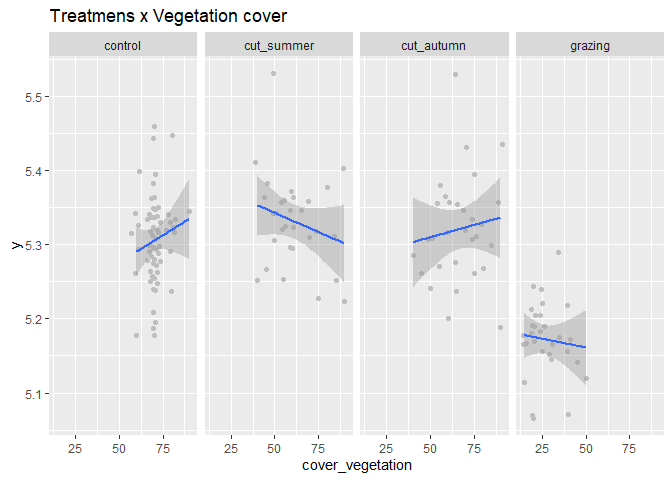 Treatmens x Vegetation cover
control cut_summer cut_autumn grazing
5.5
5.4
5.3
5.2
5.1
y
25 50 75 25 50 75 25 50 75 25 50 75
cover_vegetation